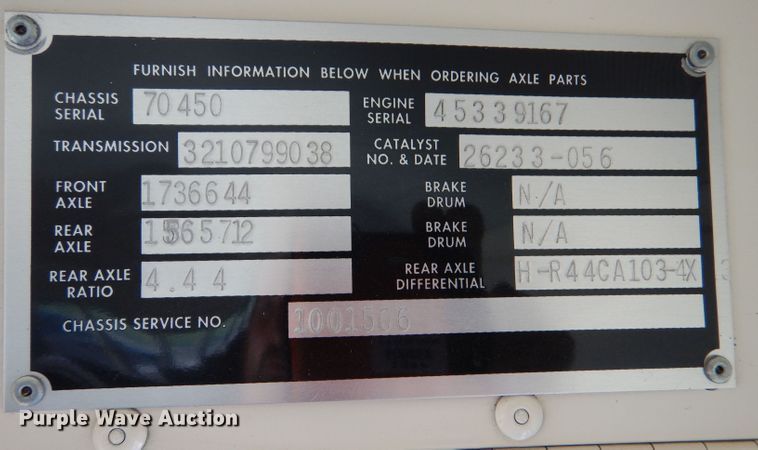 FURNISH INFORMATION BELOW WHEN ORDERING AXLE PARTS
CHASSIS SERIAL 70450
ENGINE SERIAL 45339167
TRANSMISSION 3210799038
CATALYST NO. & DATE 26233-056
FRONT AXLE 1736644
BRAKE DRUM N/A
REAR AXLE
BRAKE DRUM N/A
REAR AXLE RATIO 4.44
REAR AXLE DIFFERENTIAL H-R44CA103-4X3
CHASSIS SERVICE NO. 1001506
Purple Wave Auction